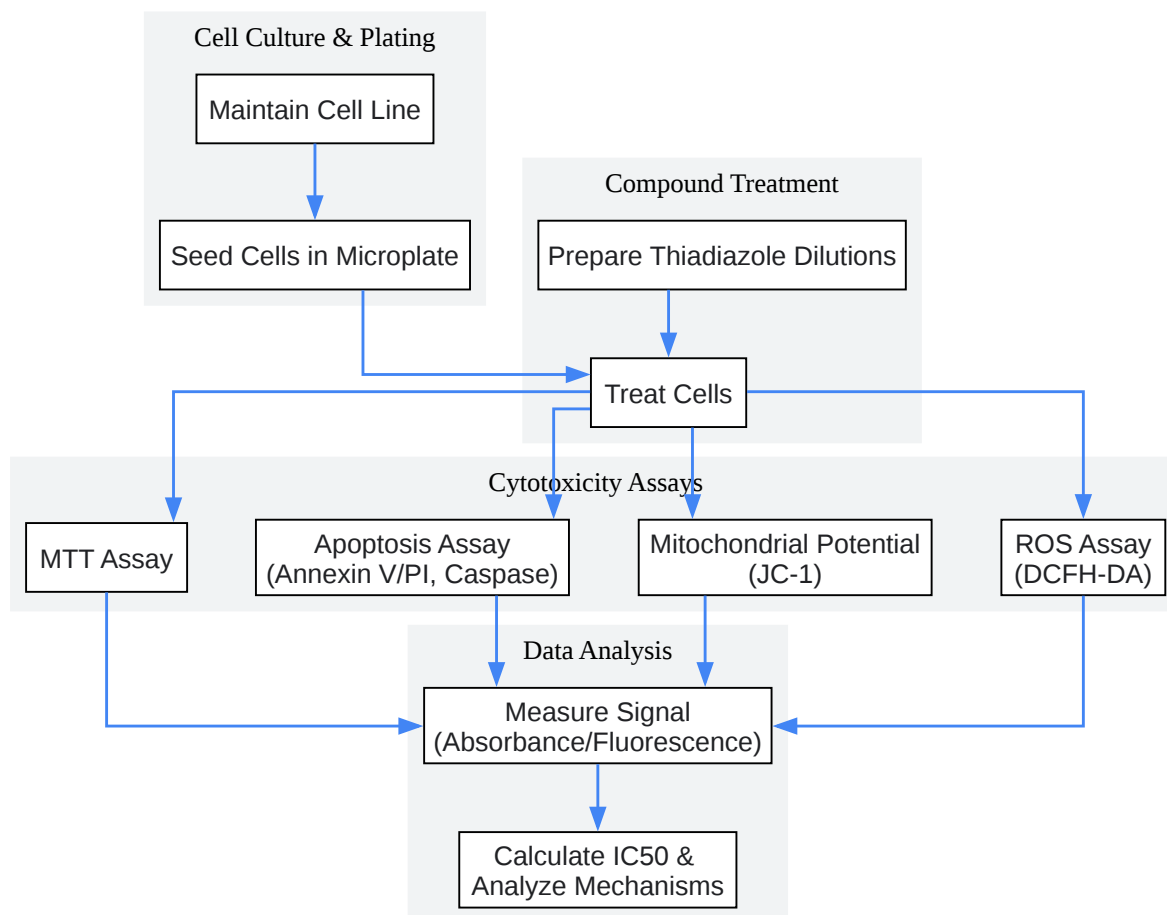 Cell Culture & Plating
Maintain Cell Line
Seed Cells in Microplate
Compound Treatment
Prepare Thiadiazole Dilutions
Treat Cells
Cytotoxicity Assays
MTT Assay
Apoptosis Assay
(Annexin V/PI, Caspase)
Mitochondrial Potential
(JC-1)
ROS Assay
(DCFH-DA)
Data Analysis
Measure Signal
(Absorbance/Fluorescence)
Calculate IC50 &
Analyze Mechanisms